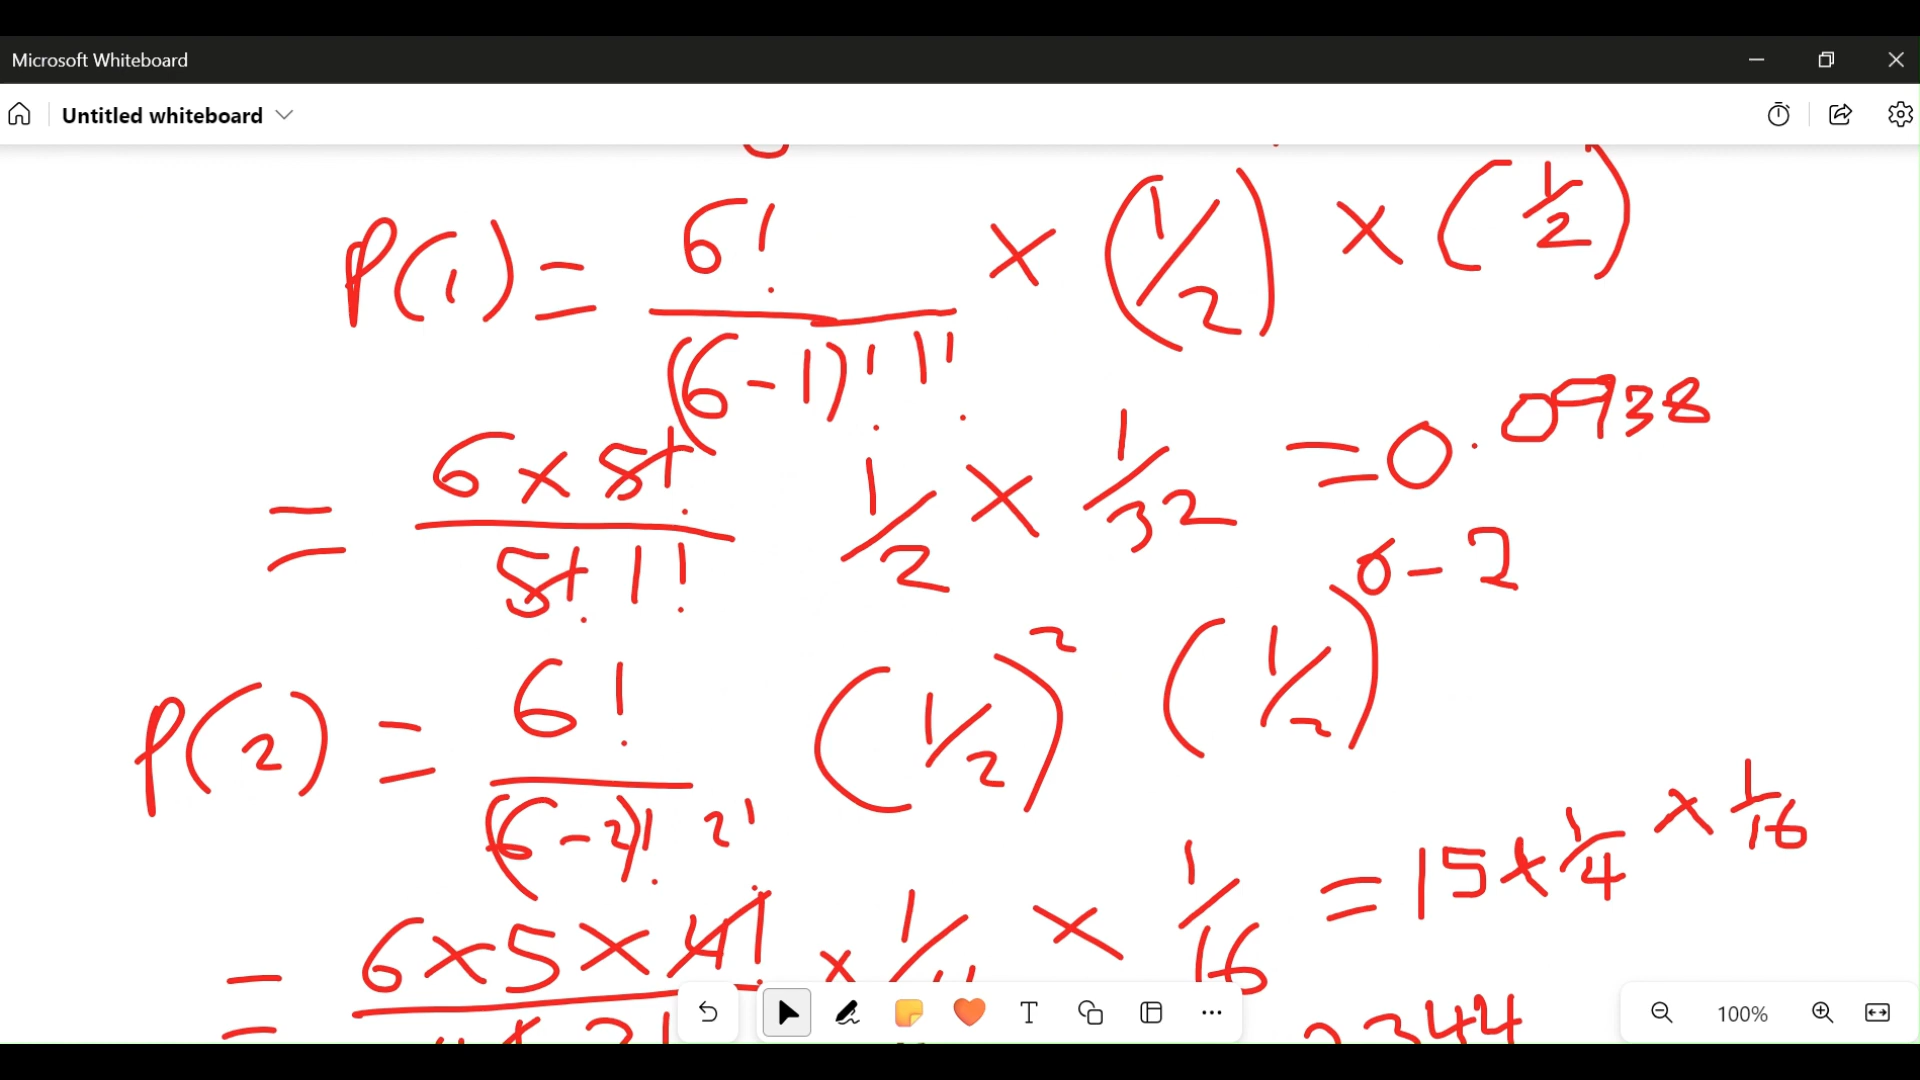 Microsoft Whiteboard
Untitled whiteboard
P(1) = 6! / (6-1)! 1! × (1/2) × (1/2)
= 6 × 5! / 5! 1! 1/2 × 1/32 = 0.0938
P(2) = 6! / (6-2)! 2! (1/2)^2 (1/2)^6-2
= 6×5×4! × 1/4 × 1/16 = 15 × 1/4 × 1/16
2344
100%